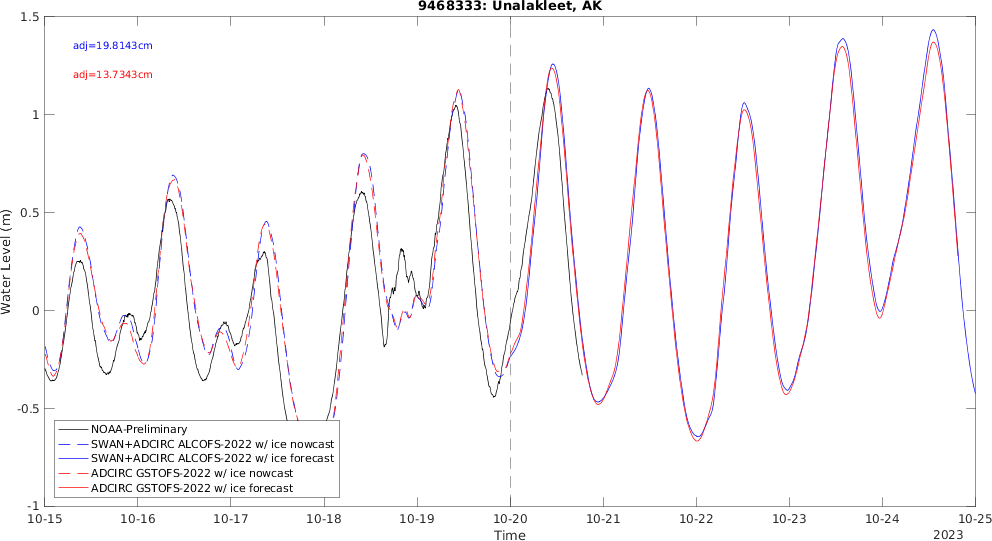 9468333: Unalakleet, AK
1.5
adj=19.8143cm
adj=13.7343cm
1
0.5
Water Level (m)
0
-0.5
NOAA-Preliminary
SWAN+ADCIRC ALCOFS-2022 w/ ice nowcast
SWAN+ADCIRC ALCOFS-2022 w/ ice forecast
ADCIRC GSTOFS-2022 w/ ice nowcast
ADCIRC GSTOFS-2022 w/ ice forecast
-1
10-15 10-16 10-17 10-18 10-19 10-20 10-21 10-22 10-23 10-24 10-25
Time
2023